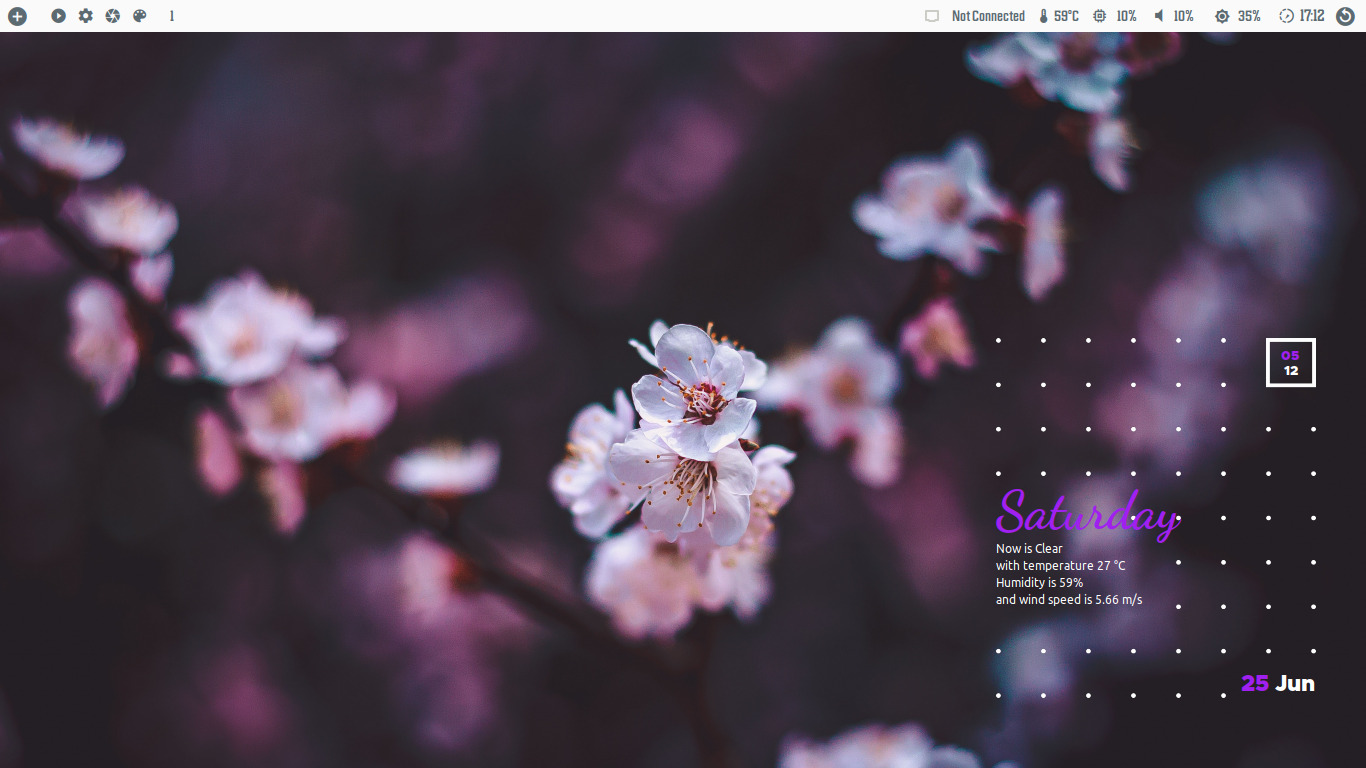 1
Not Connected 59°C 10% 10% 35% 17:12
05
12
Saturday
Now is Clear
with temperature 27 °C
Humidity is 59%
and wind speed is 5.66 m/s
25 Jun